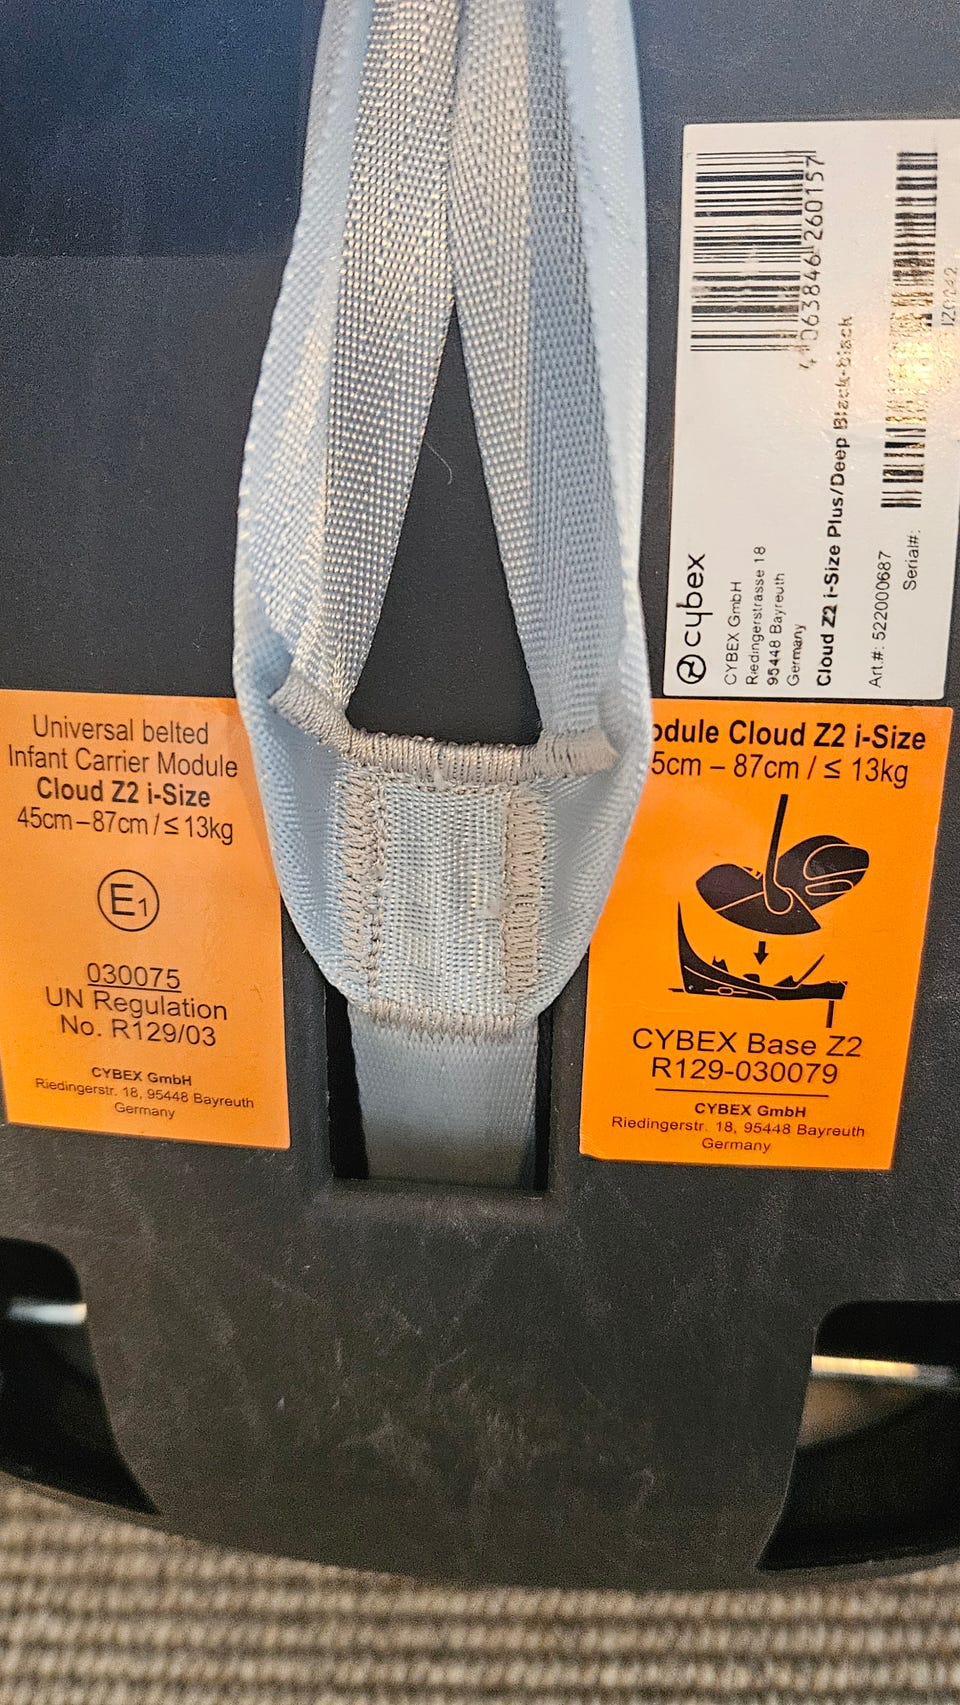 4 063846 260157
cybex
CYBEX GmbH
Riedingerstrasse 18
95448 Bayreuth
Germany
Cloud Z2 i-Size Plus/Deep Black-black
Art.#: 522000687
Serial#:
Universal belted
Infant Carrier Module
Cloud Z2 i-Size
45cm–87cm/≤13kg
E1
030075
UN Regulation
No. R129/03
CYBEX GmbH
Riedingerstr. 18, 95448 Bayreuth
Germany
odule Cloud Z2 i-Size
5cm – 87cm / ≤ 13kg
CYBEX Base Z2
R129-030079
CYBEX GmbH
Riedingerstr. 18, 95448 Bayreuth
Germany